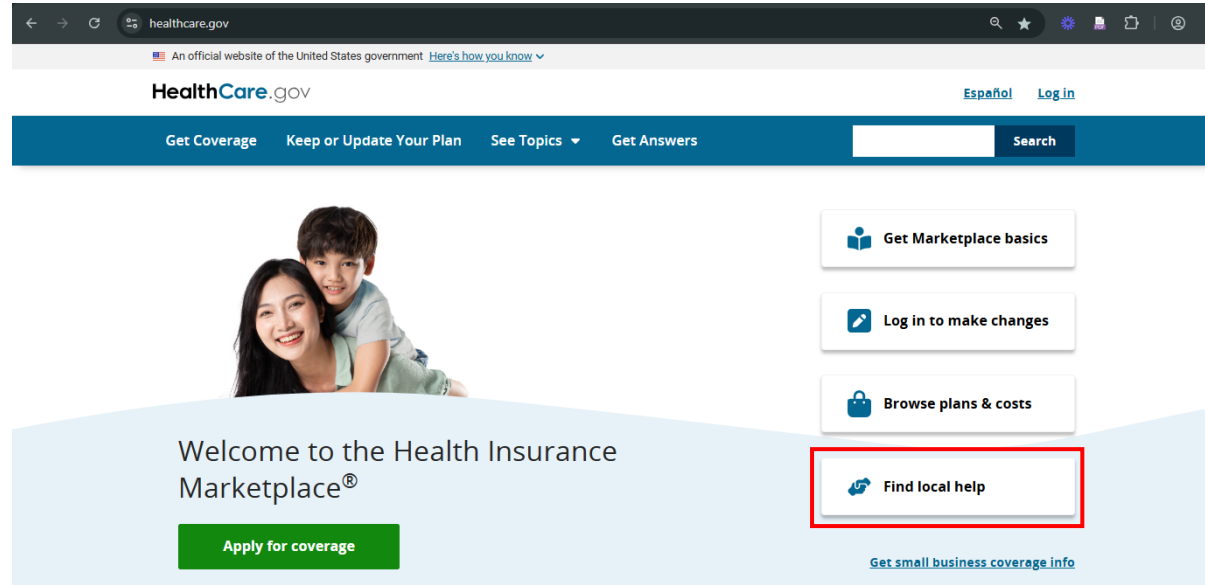 healthcare.gov
An official website of the United States government Here's how you know
HealthCare.gov
Español Log in
Get Coverage Keep or Update Your Plan See Topics Get Answers Search
Get Marketplace basics
Log in to make changes
Browse plans & costs
Welcome to the Health Insurance
Marketplace®
Find local help
Apply for coverage
Get small business coverage info